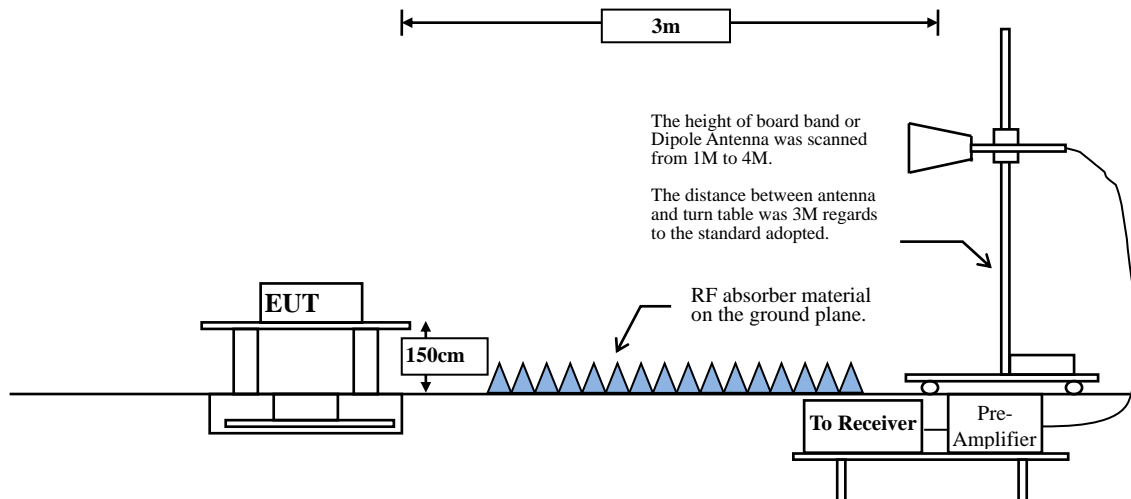 3m
The height of board band or
Dipole Antenna was scanned
from 1M to 4M.
The distance between antenna
and turn table was 3M regards
to the standard adopted.
EUT
RF absorber material
on the ground plane.
150cm
To Receiver
Pre-
Amplifier